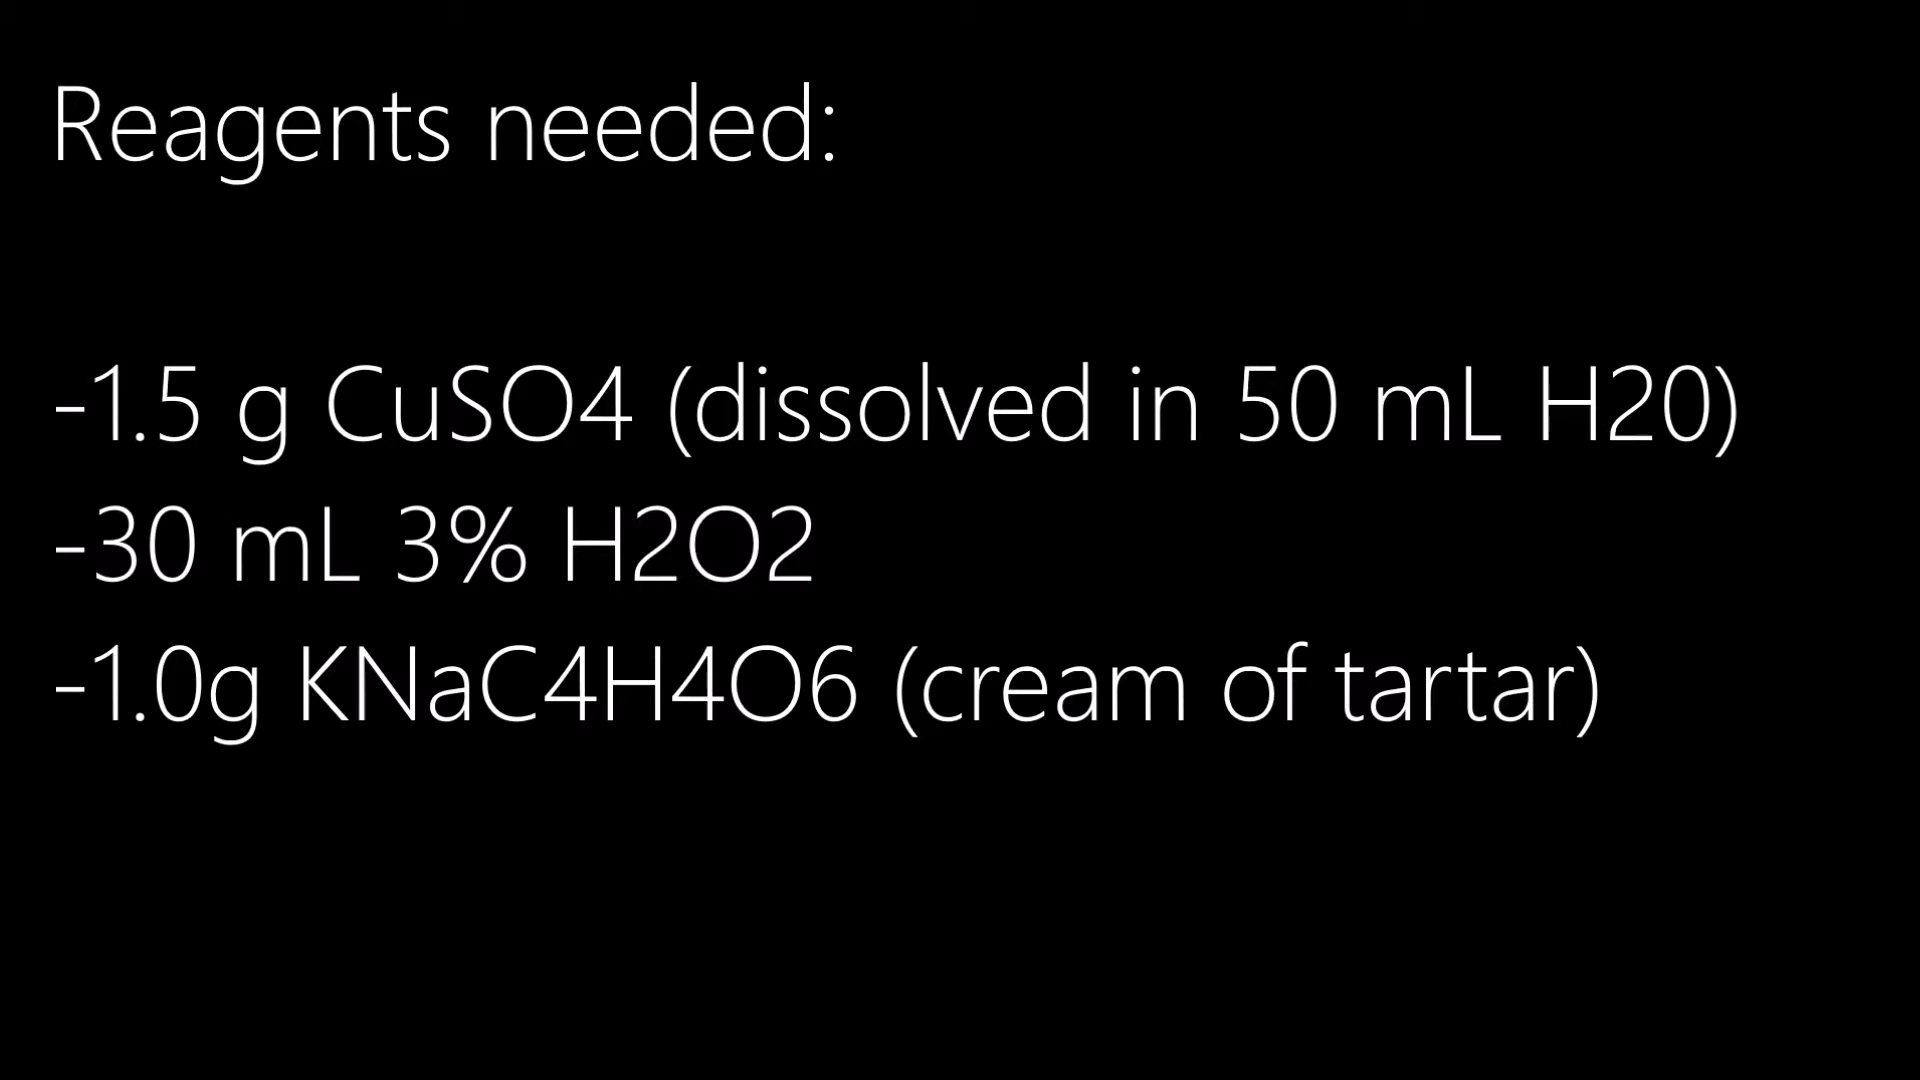 Reagents needed:
-1.5 g CuSO4 (dissolved in 50 mL H20)
-30 mL 3% H2O2
-1.0g KNaC4H4O6 (cream of tartar)